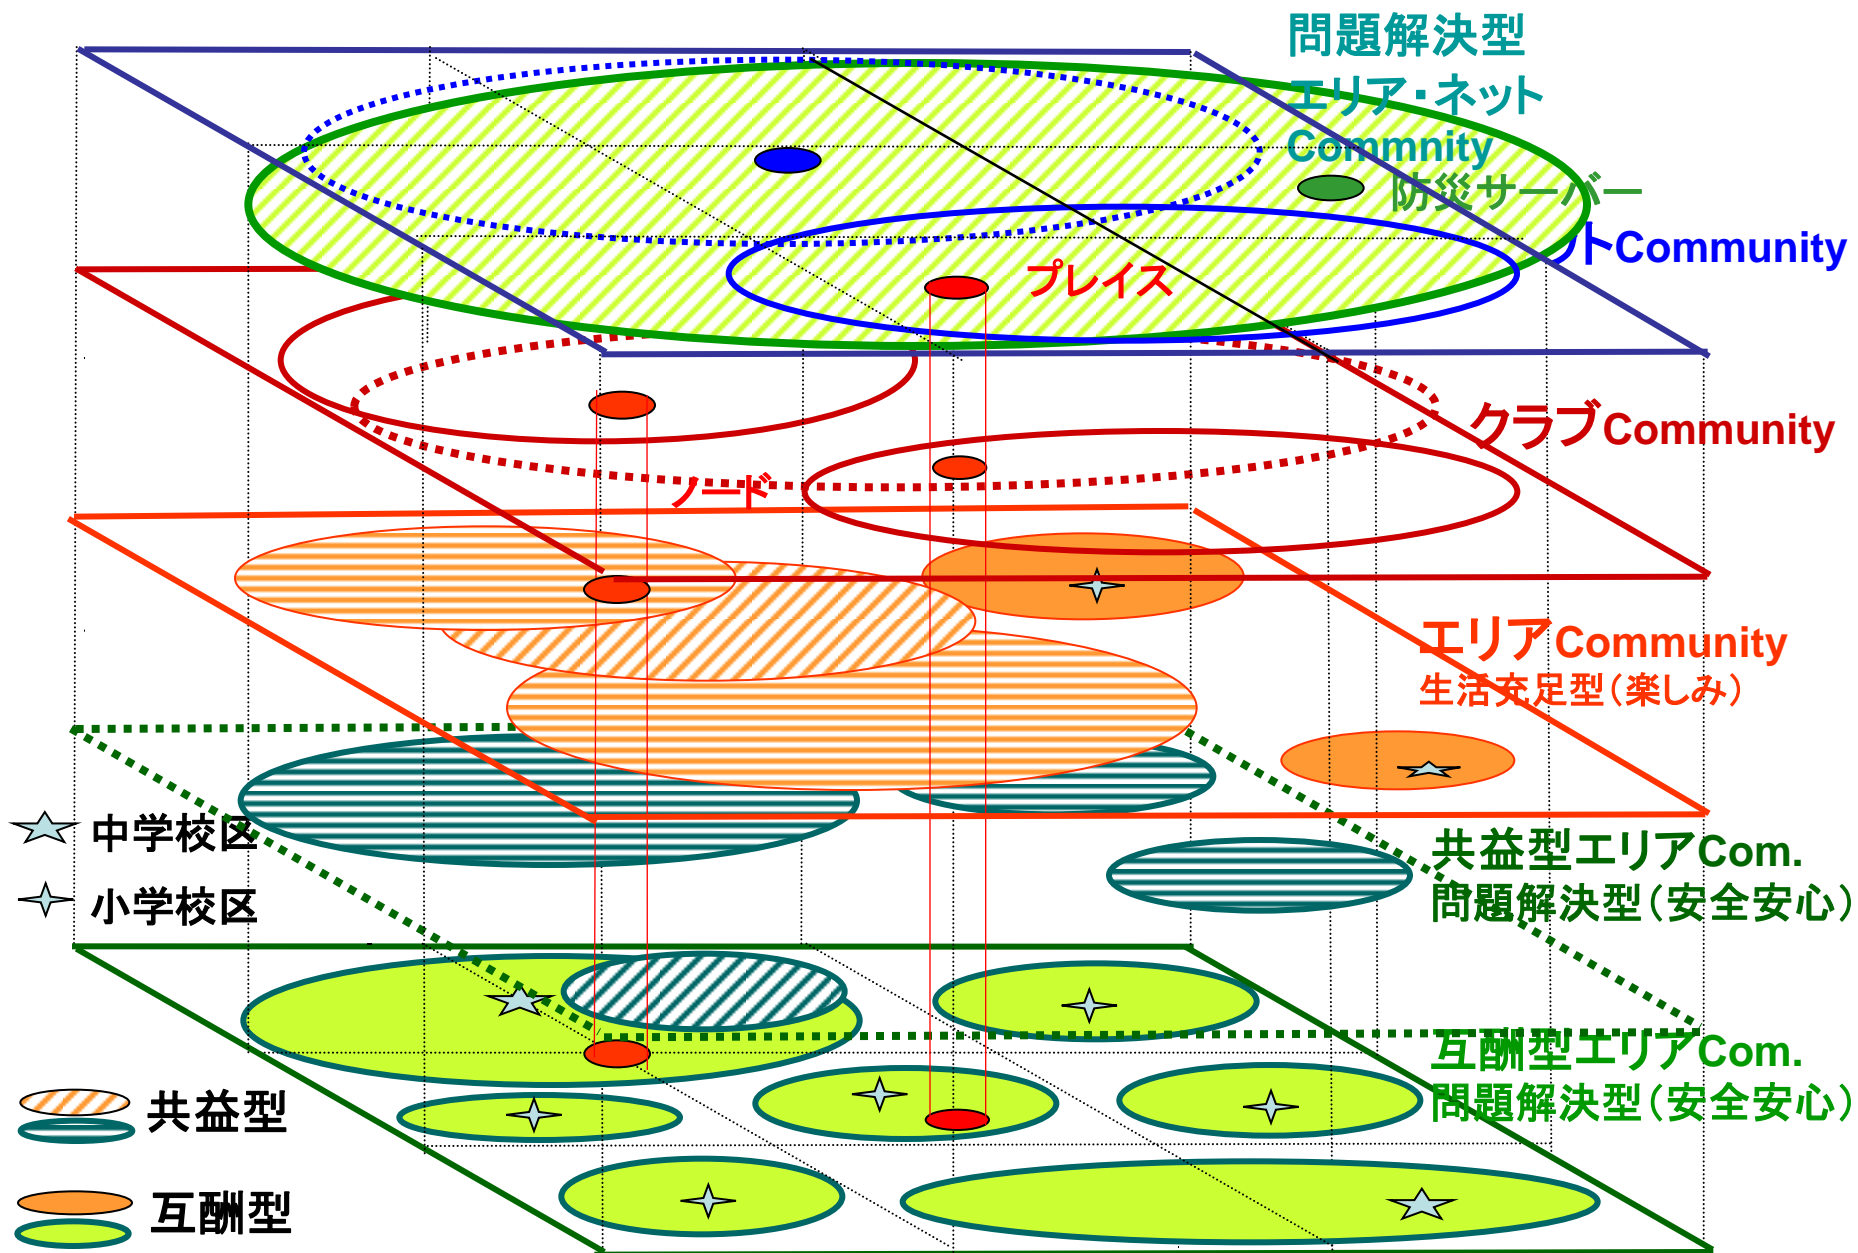 問題解決型
エリア・ネット
Commnity
防災サーバー
トCommunity
プレイス
クラブCommunity
ノード
エリアCommunity
生活充足型（楽しみ）
中学校区
共益型エリアCom.
問題解決型（安全安心）
小学校区
互酬型エリアCom.
問題解決型（安全安心）
共益型
互酬型